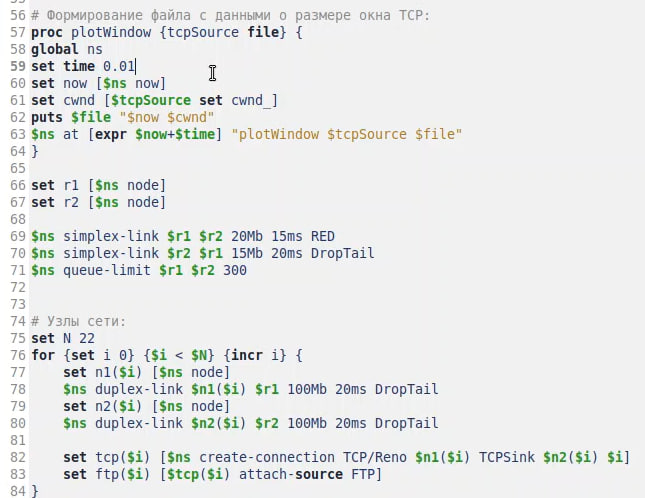 56 # Формирование файла с данными о размере окна TCP:
57 proc plotWindow {tcpSource file} {
58 global ns
59 set time 0.01
60 set now [$ns now]
61 set cwnd [$tcpSource set cwnd_]
62 puts $file "$now $cwnd"
63 $ns at [expr $now+$time] "plotWindow $tcpSource $file"
64 }
65
66 set r1 [$ns node]
67 set r2 [$ns node]
68
69 $ns simplex-link $r1 $r2 20Mb 15ms RED
70 $ns simplex-link $r2 $r1 15Mb 20ms DropTail
71 $ns queue-limit $r1 $r2 300
72
73
74 # Узлы сети:
75 set N 22
76 for {set i 0} {$i < $N} {incr i} {
77     set n1($i) [$ns node]
78     $ns duplex-link $n1($i) $r1 100Mb 20ms DropTail
79     set n2($i) [$ns node]
80     $ns duplex-link $n2($i) $r2 100Mb 20ms DropTail
81
82     set tcp($i) [$ns create-connection TCP/Reno $n1($i) TCPSink $n2($i) $i]
83     set ftp($i) [$tcp($i) attach-source FTP]
84 }